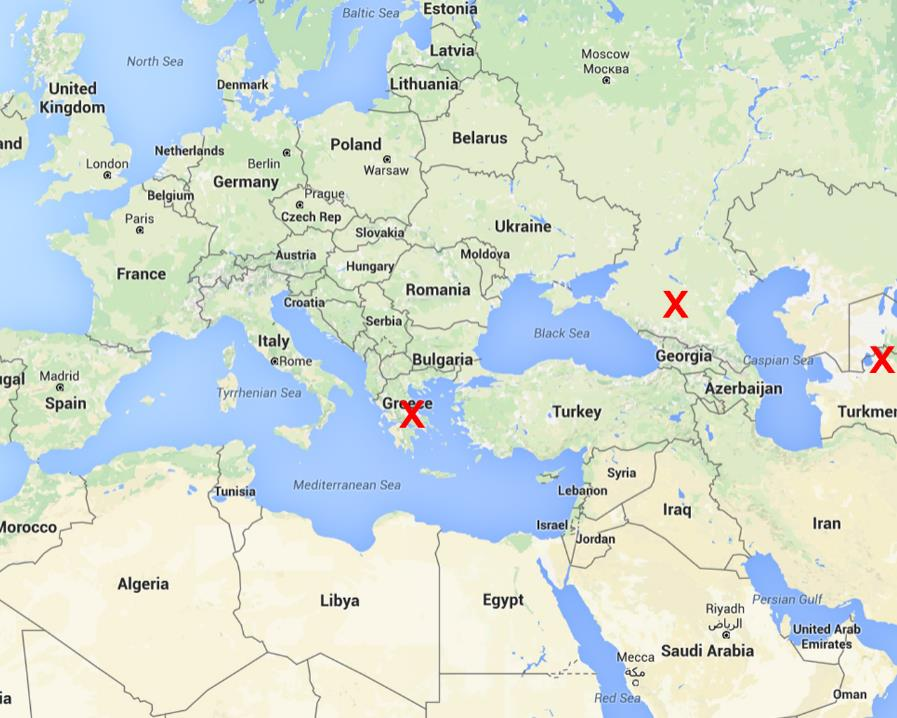 Baltic Sea
Estonia
Latvia
Moscow
Москва
North Sea
Lithuania
Denmark
United
Kingdom
and
Poland
Belarus
Netherlands
Berlin
Warsaw
London
Germany
Belgium
Prague
Paris
Czech Rep
Ukraine
Slovakia
Austria
Moldova
Hungary
France
Romania
Croatia
X
Serbia
Black Sea
Italy
Georgia
Rome
Bulgaria
Caspian Sea
X
Madrid
ugal
Spain
Tyrrhenian Sea
Azerbaijan
Greece
X
Turkey
Turkmer
Syria
Mediterranean Sea
Tunisia
Lebanon
Iraq
Morocco
Israel
Jordan
Iran
Algeria
Libya
Egypt
Persian Gulf
Riyadh
الرياض
United Arab
Emirates
Saudi Arabia
Mecca
مكة
Red Sea
Oman
ia